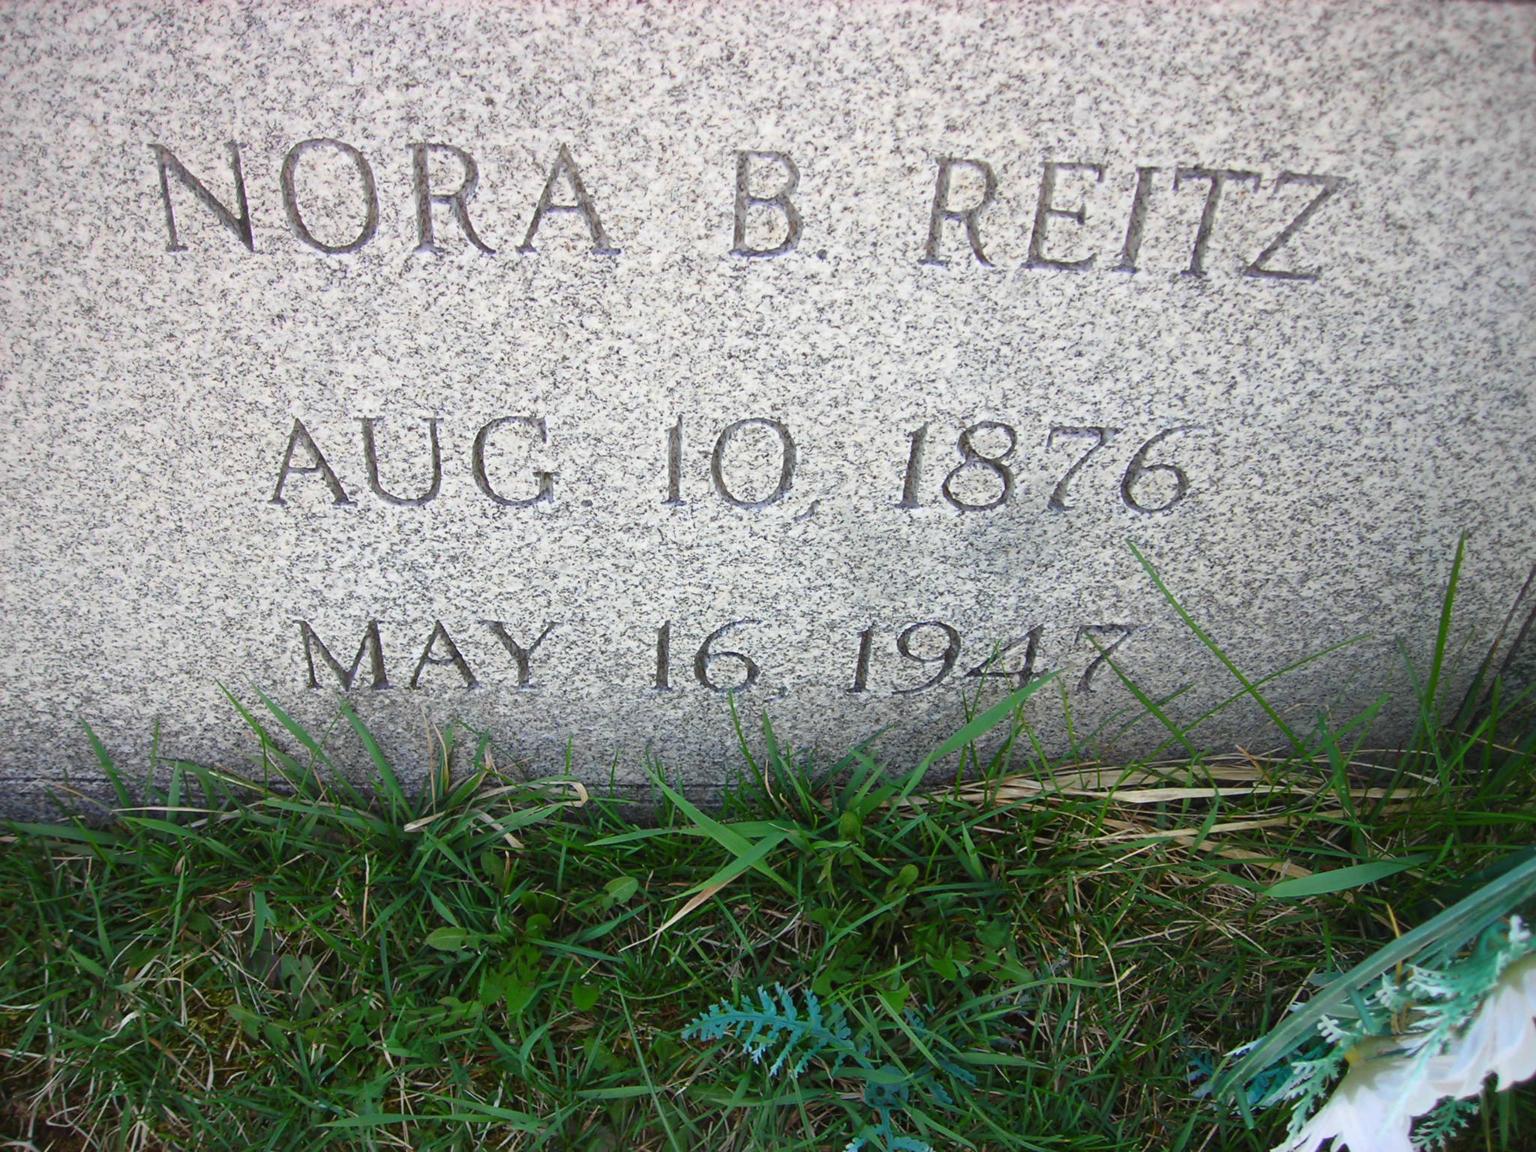 NORA B. REITZ
AUG. 10, 1876
MAY 16, 1947